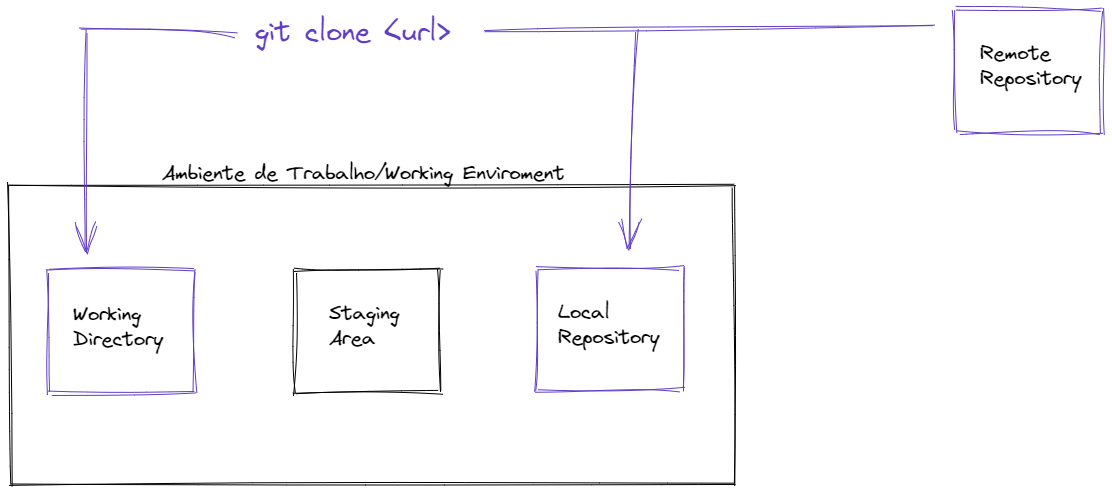 git clone <url>
Remote
Repository
Ambiente de Trabalho/Working Enviroment
Working
Directory
Staging
Area
Local
Repository